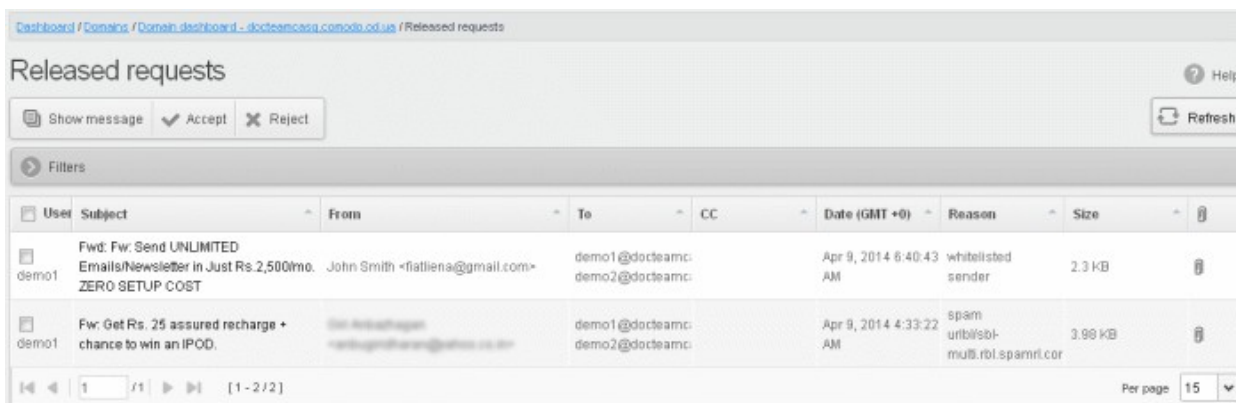 Dashboard / Domains / Domain dashboard - docteamcasg.comodo.od.ua / Released requests
Released requests
Help
Show message Accept Reject
Refresh
Filters
User Subject From To CC Date (GMT +0) Reason Size
Fwd: Fw: Send UNLIMITED
Emails/Newsletter in Just Rs.2,500/mo.
ZERO SETUP COST
demo1
John Smith <fiatliena@gmail.com>
demo1@docteamc
demo2@docteamc
Apr 9, 2014 6:40:43
AM
whitelisted
sender
2.3 KB
demo1
Fw: Get Rs. 25 assured recharge +
chance to win an IPOD.
demo1@docteamc
demo2@docteamc
Apr 9, 2014 4:33:22
AM
spam
multi.rbl.spamrl.cor
3.98 KB
1 /1 [1 - 2 / 2]
Per page 15